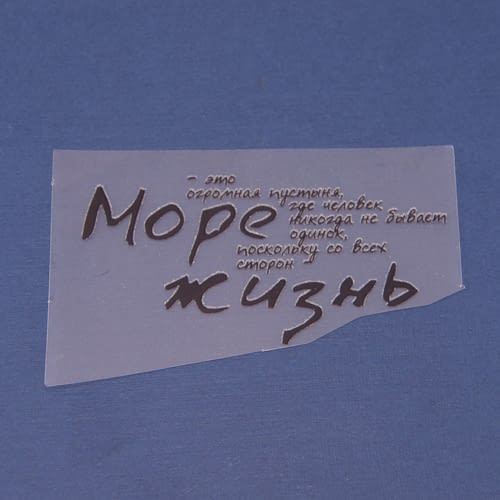 Море - это
огромная пустыня,
где человек
никогда не бывает
одинок,
поскольку со всех
сторон
жизнь